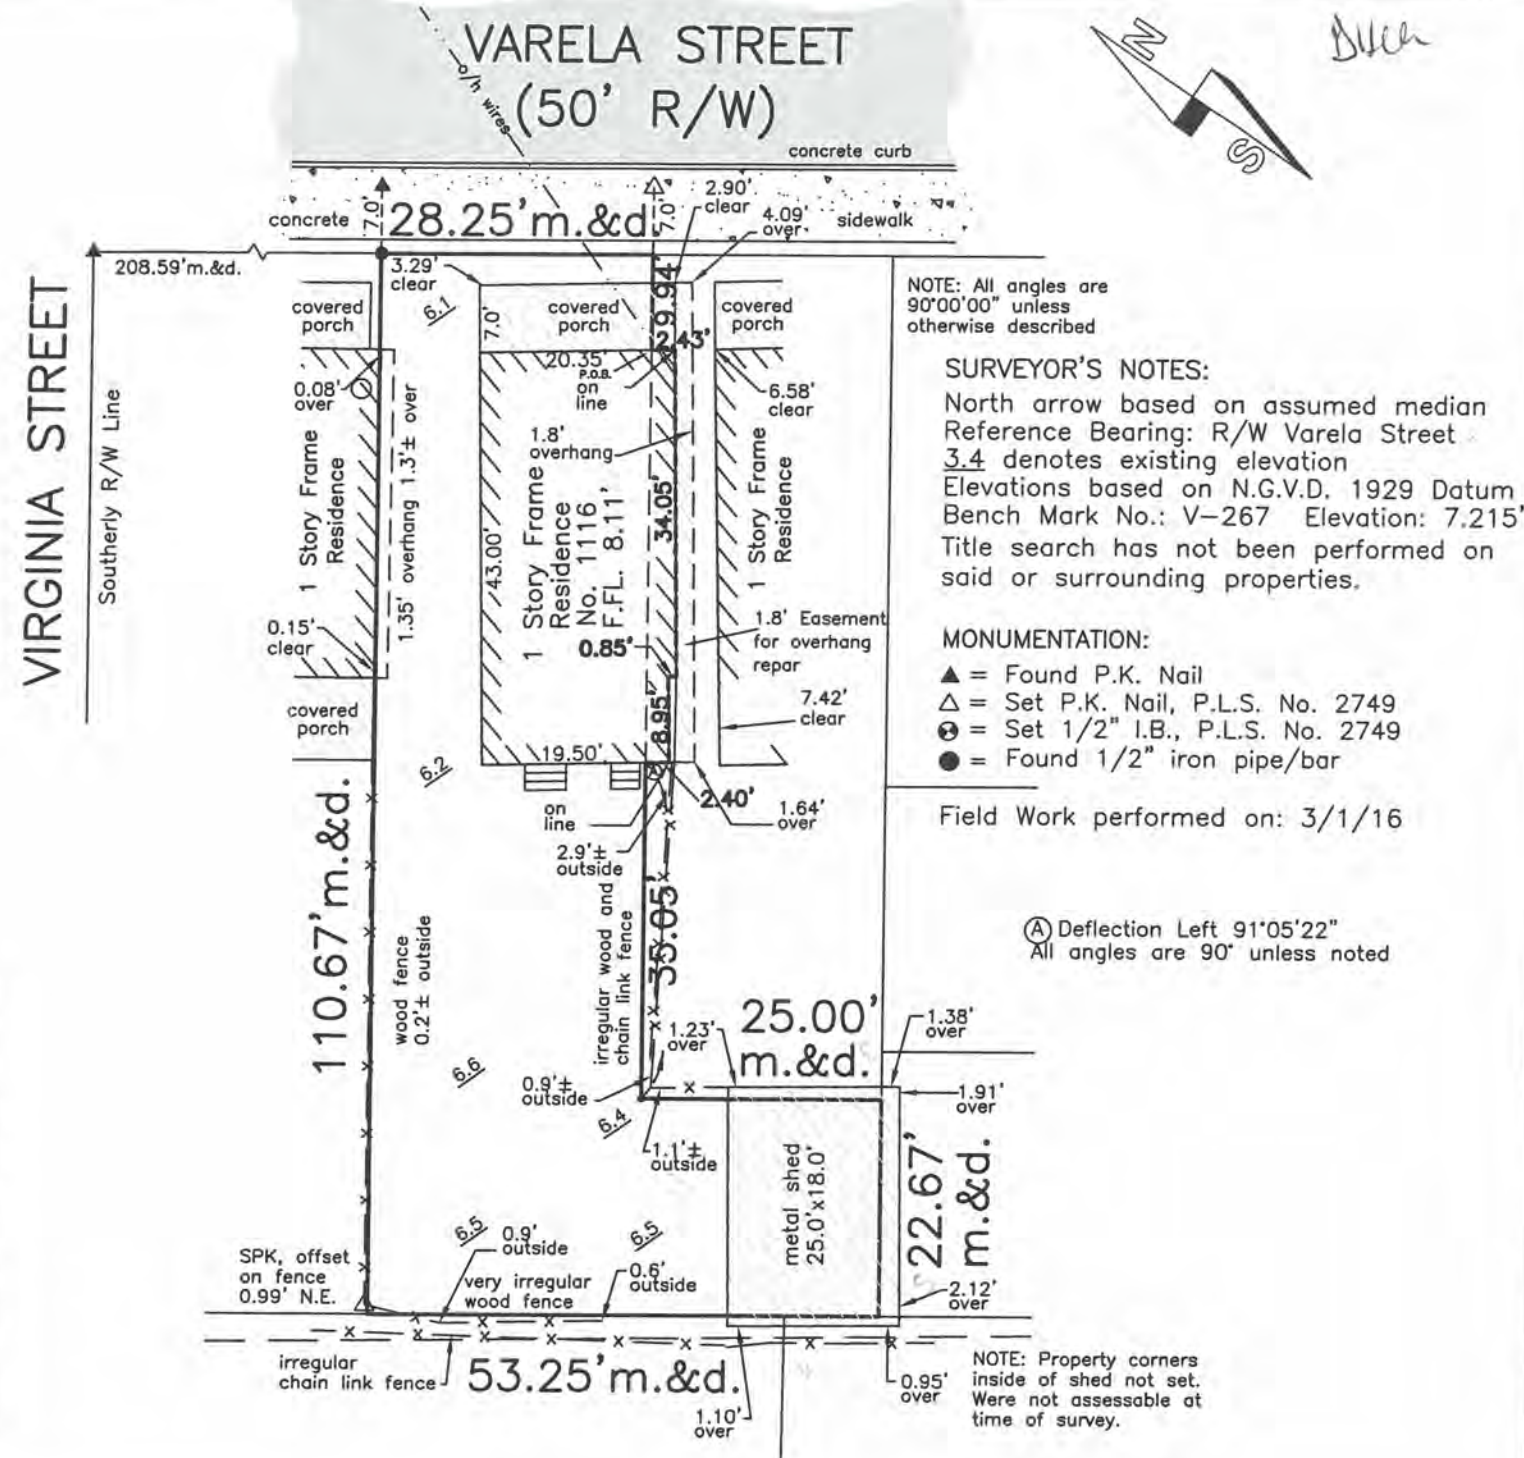 VARELA STREET
(50' R/W)
o/h wires
concrete curb
N
S
concrete
7.0'
28.25'm.&d.
7.0'
2.90'
clear
4.09'
over
sidewalk
208.59'm.&d.
VIRGINIA STREET
Southerly R/W Line
3.29'
clear
6.1
covered
porch
7.0'
covered
porch
29.94'
2.43'
covered
porch
20.35'
P.O.B.
on
line
0.08'
over
6.58'
clear
1.8'
overhang
1 Story Frame
Residence
1.35' overhang 1.3'± over
43.00'
1 Story Frame
Residence
No. 1116
F.FL. 8.11'
34.05'
1 Story Frame
Residence
0.15'
clear
0.85'
1.8' Easement
for overhang
repar
covered
porch
8.95'
7.42'
clear
19.50'
6.2
on
line
2.40'
1.64'
over
2.9'±
outside
110.67'm.&d.
wood fence
0.2'± outside
irregular wood and
chain link fence
35.05'
25.00'
m.&d.
1.23'
over
1.38'
over
6.6
0.9'±
outside
1.91'
over
6.4
1.1'±
outside
metal shed
25.0'x18.0'
22.67'
m.&d.
6.5
0.9'
outside
6.5
SPK, offset
on fence
0.99' N.E.
very irregular
wood fence
0.6'
outside
2.12'
over
irregular
chain link fence
53.25'm.&d.
1.10'
over
0.95'
over
NOTE: Property corners
inside of shed not set.
Were not assessable at
time of survey.
NOTE: All angles are
90°00'00" unless
otherwise described
SURVEYOR'S NOTES:
North arrow based on assumed median
Reference Bearing: R/W Varela Street
3.4 denotes existing elevation
Elevations based on N.G.V.D. 1929 Datum
Bench Mark No.: V-267 Elevation: 7.215'
Title search has not been performed on
said or surrounding properties.
MONUMENTATION:
▲ = Found P.K. Nail
△ = Set P.K. Nail, P.L.S. No. 2749
= Set 1/2" I.B., P.L.S. No. 2749
● = Found 1/2" iron pipe/bar
Field Work performed on: 3/1/16
Ⓐ Deflection Left 91°05'22"
All angles are 90° unless noted